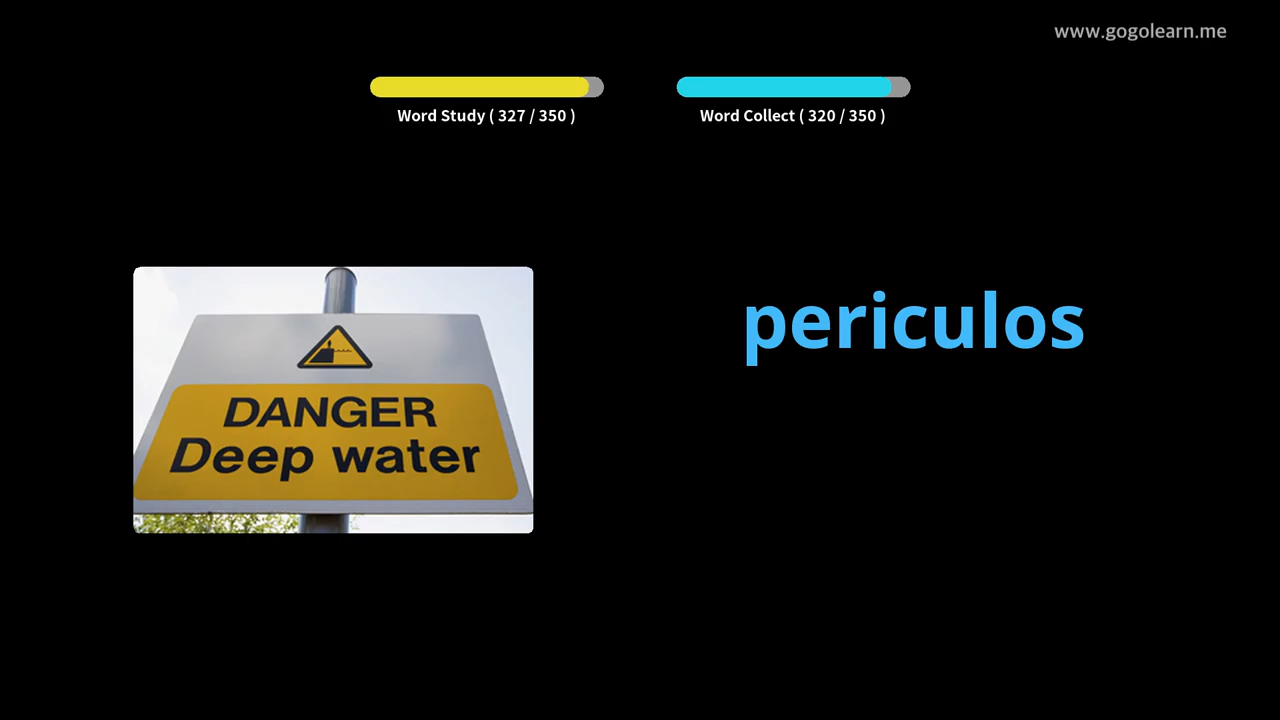 www.gogolearn.me
Word Study ( 327 / 350 )
Word Collect ( 320 / 350 )
periculos
DANGER
Deep water